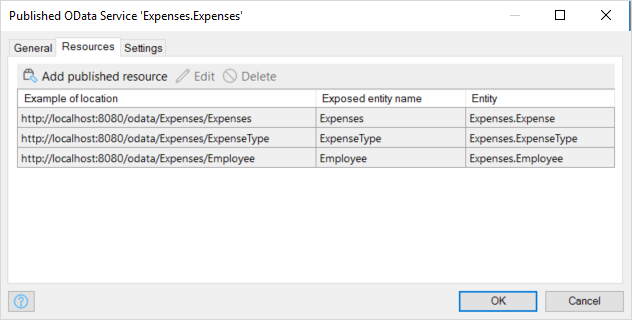 Published OData Service 'Expenses.Expenses'
General Resources Settings
Add published resource Edit Delete
Example of location Exposed entity name Entity
http://localhost:8080/odata/Expenses/Expenses Expenses Expenses.Expense
http://localhost:8080/odata/Expenses/ExpenseType ExpenseType Expenses.ExpenseType
http://localhost:8080/odata/Expenses/Employee Employee Expenses.Employee
? OK Cancel